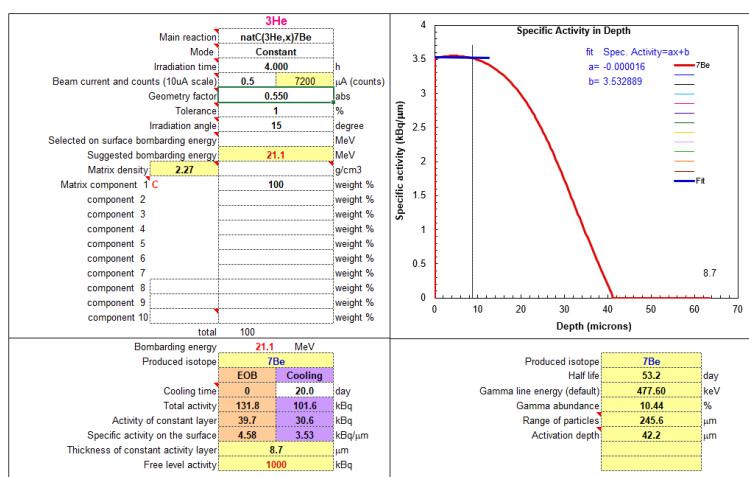 3He
Main reaction natC(3He,x)7Be
Mode Constant
Irradiation time 4.000 h
Beam current and counts (10uA scale) 0.5 7200 µA (counts)
Geometry factor 0.550 abs
Tolerance 1 %
Irradiation angle 15 degree
Selected on surface bombarding energy MeV
Suggested bombarding energy 21.1 MeV
Matrix density 2.27 g/cm3
Matrix component 1 C 100 weight %
component 2 weight %
component 3 weight %
component 4 weight %
component 5 weight %
component 6 weight %
component 7 weight %
component 8 weight %
component 9 weight %
component 10 weight %
total 100
Specific Activity in Depth
fit Spec. Activity=ax+b
a= -0.000016
b= 3.532889
7Be
Fit
Specific activity (kBq/µm)
4
3.5
3
2.5
2
1.5
1
0.5
0
8.7
0 10 20 30 40 50 60 70
Depth (microns)
Bombarding energy 21.1 MeV
Produced isotope 7Be
EOB Cooling
Cooling time 0 20.0 day
Total activity 131.8 101.6 kBq
Activity of constant layer 39.7 30.6 kBq
Specific activity on the surface 4.58 3.53 kBq/µm
Thickness of constant activity layer 8.7 µm
Free level activity 1000 kBq
Produced isotope 7Be
Half life 53.2 day
Gamma line energy (default) 477.60 keV
Gamma abundance 10.44 %
Range of particles 245.6 µm
Activation depth 42.2 µm